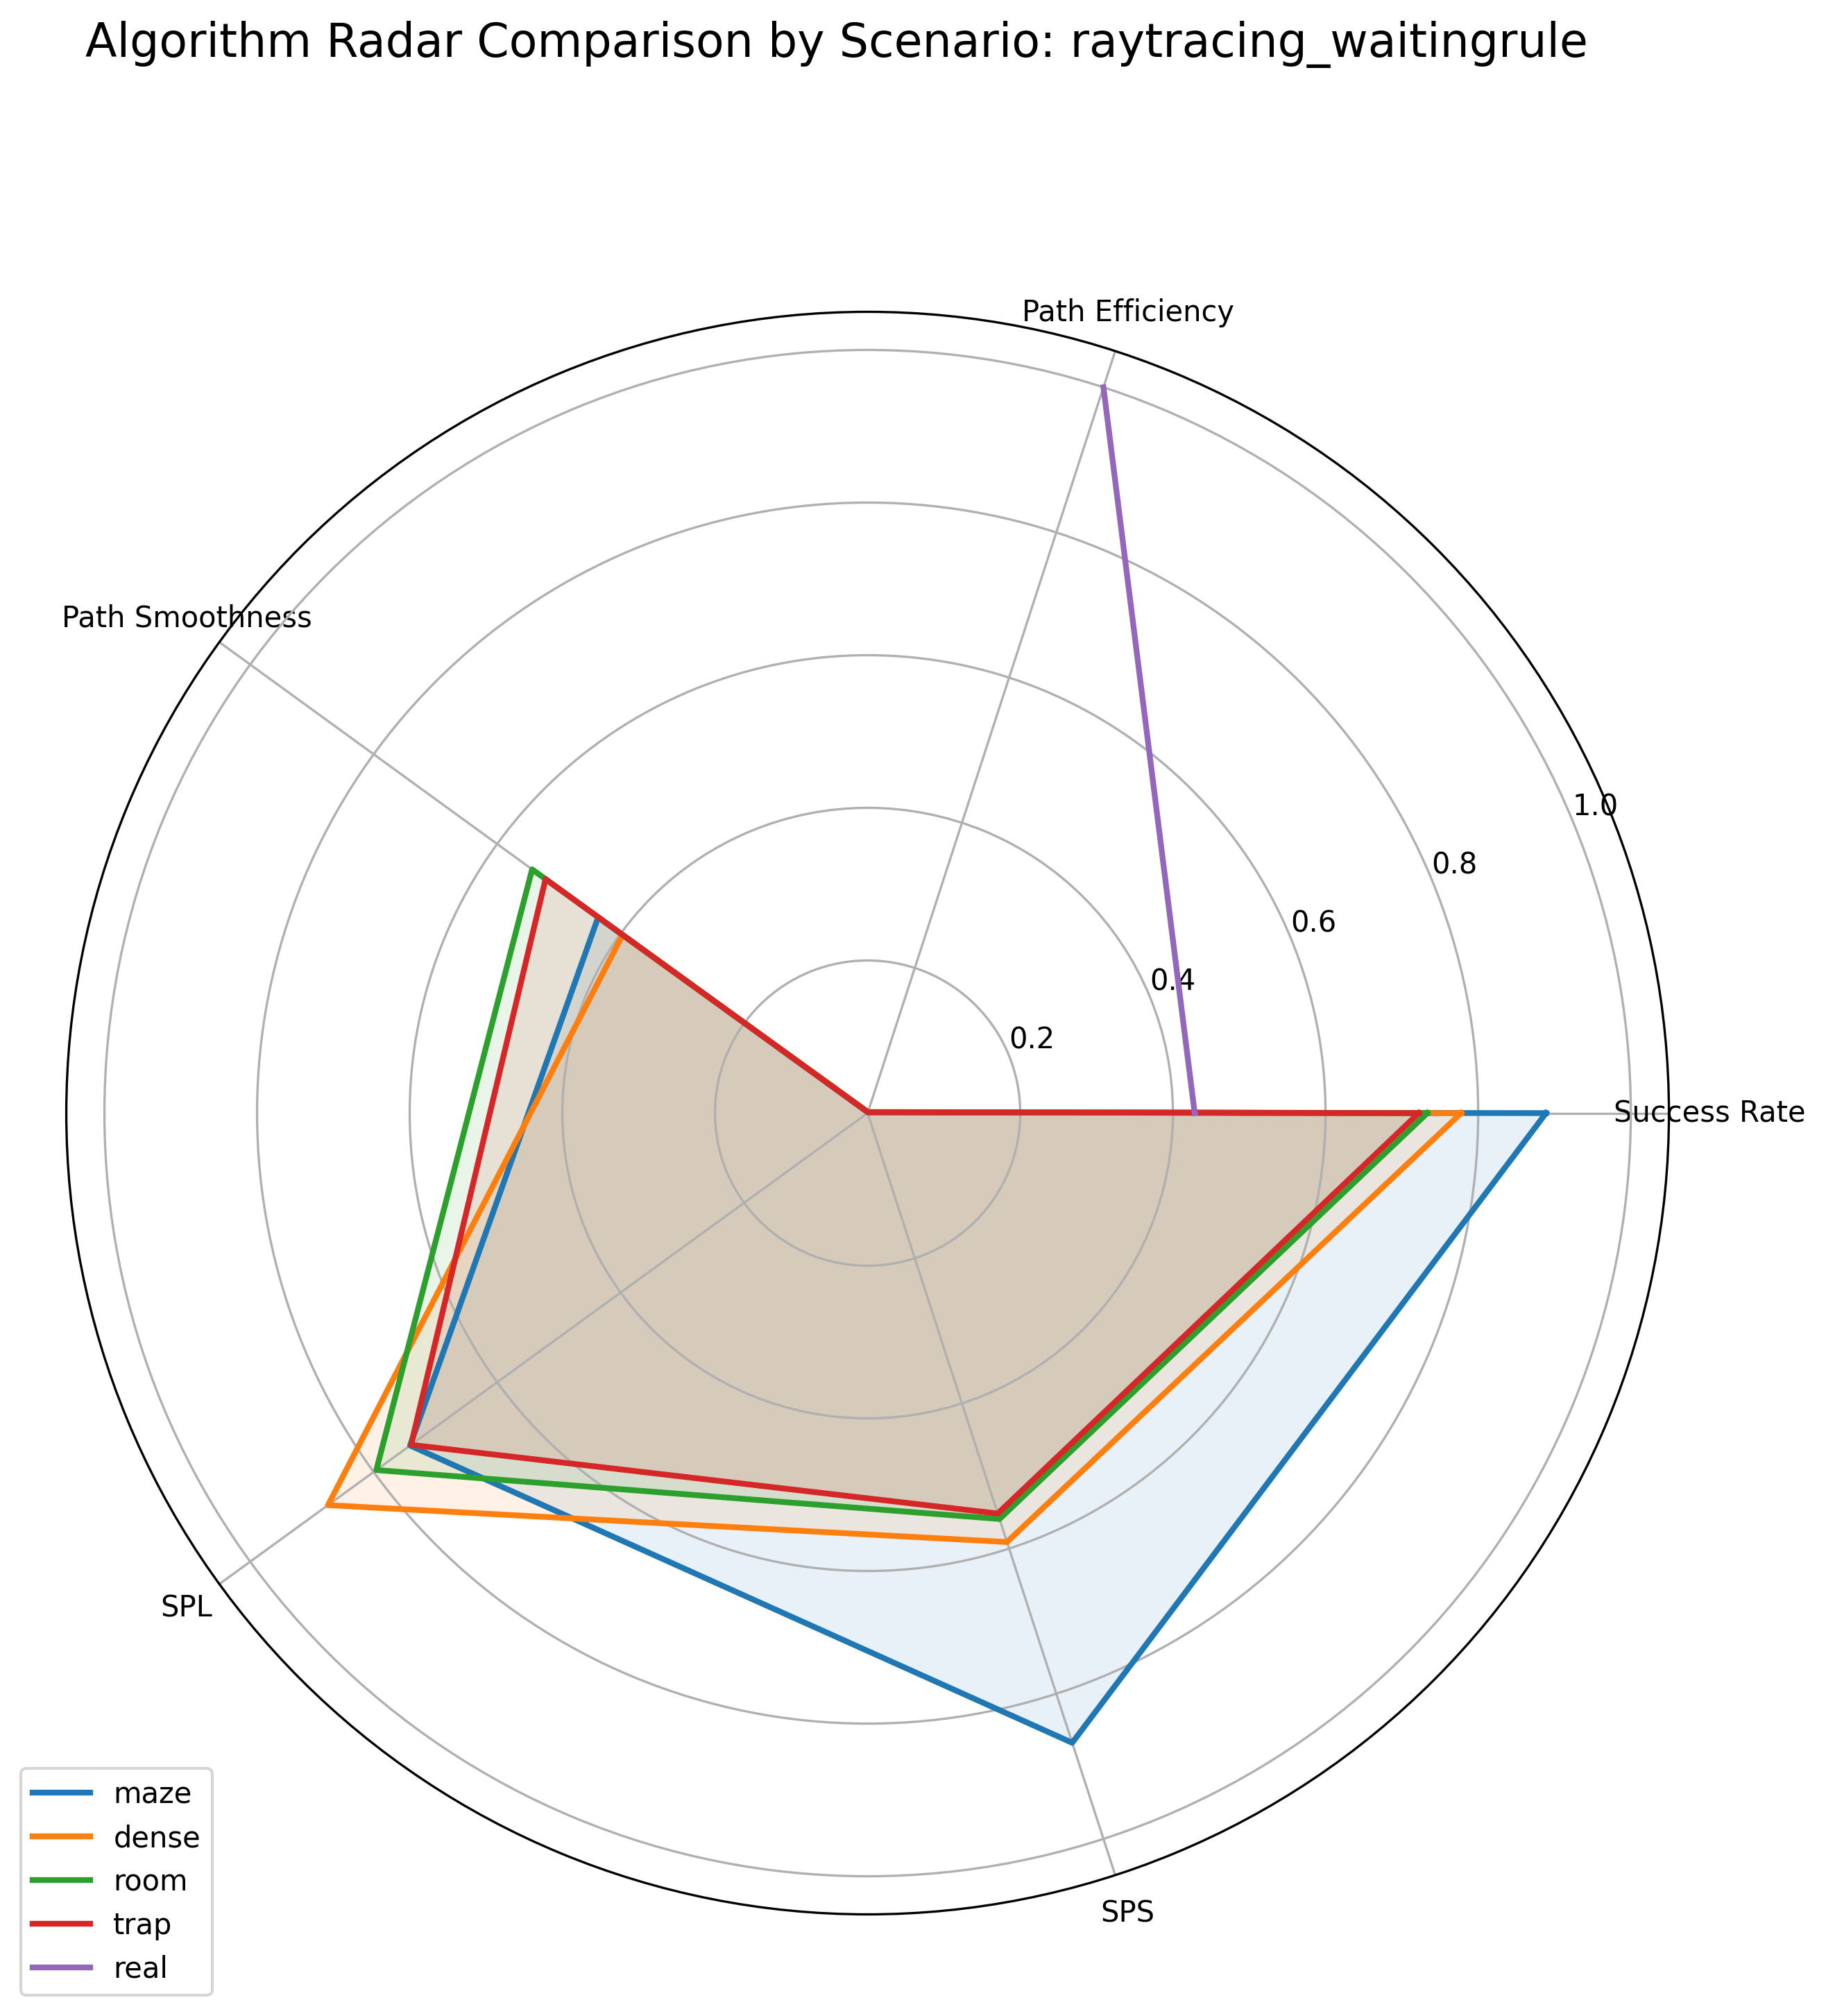 Algorithm Radar Comparison by Scenario: raytracing_waitingrule
Path Efficiency
Path Smoothness
1.0
0.8
0.6
0.4
0.2
Success Rate
SPL
SPS
maze
dense
room
trap
real